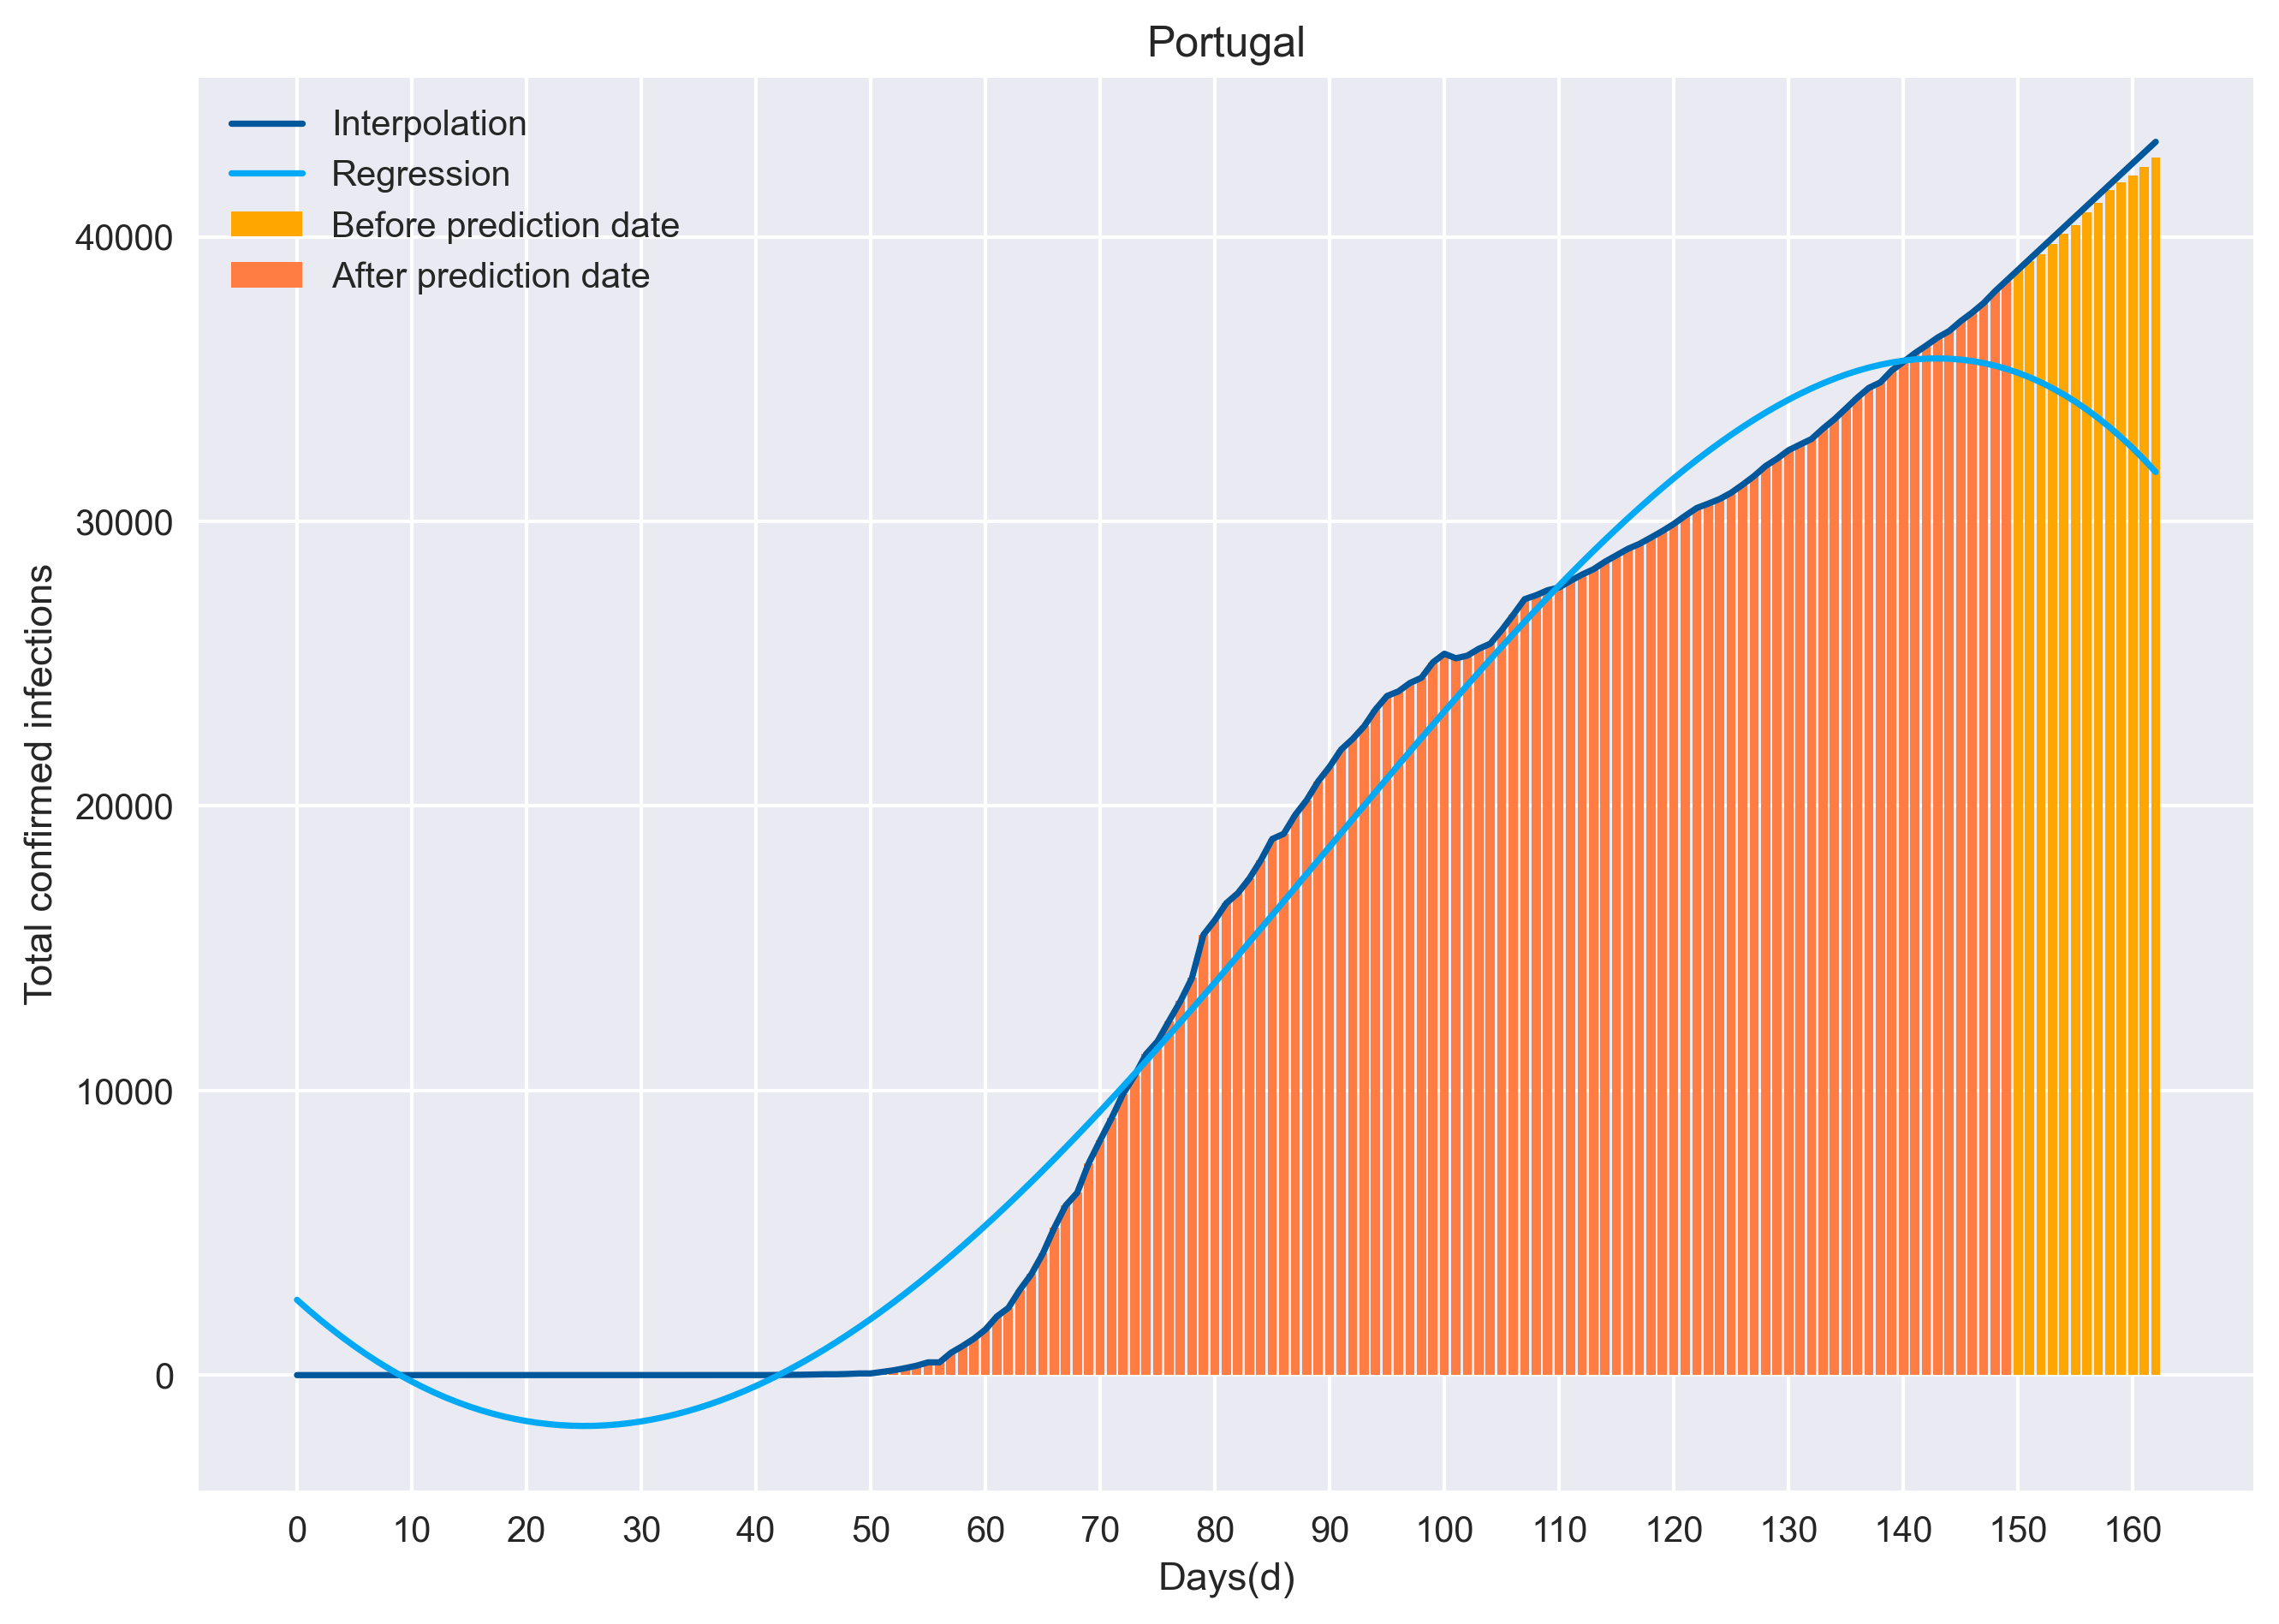 Portugal
Interpolation
Regression
Before prediction date
After prediction date
Total confirmed infections
40000
30000
20000
10000
0
0 10 20 30 40 50 60 70 80 90 100 110 120 130 140 150 160
Days(d)